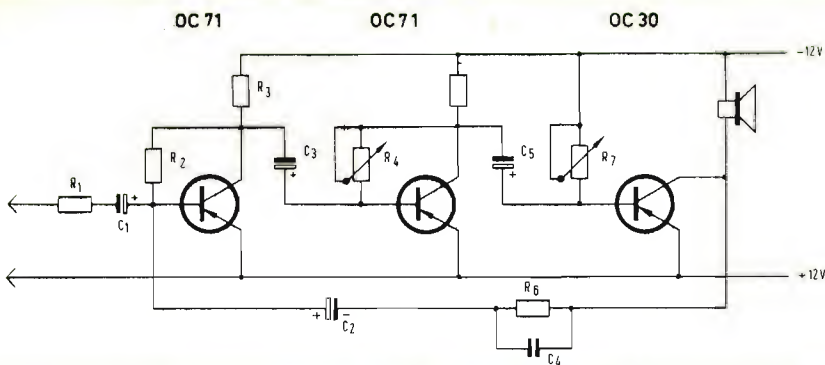 OC 71 OC 71 OC 30
−12V
R3
R2
C3
+
R4
C5
+
R7
R1
+
C1
+12V
R6
+
C2
−
C4